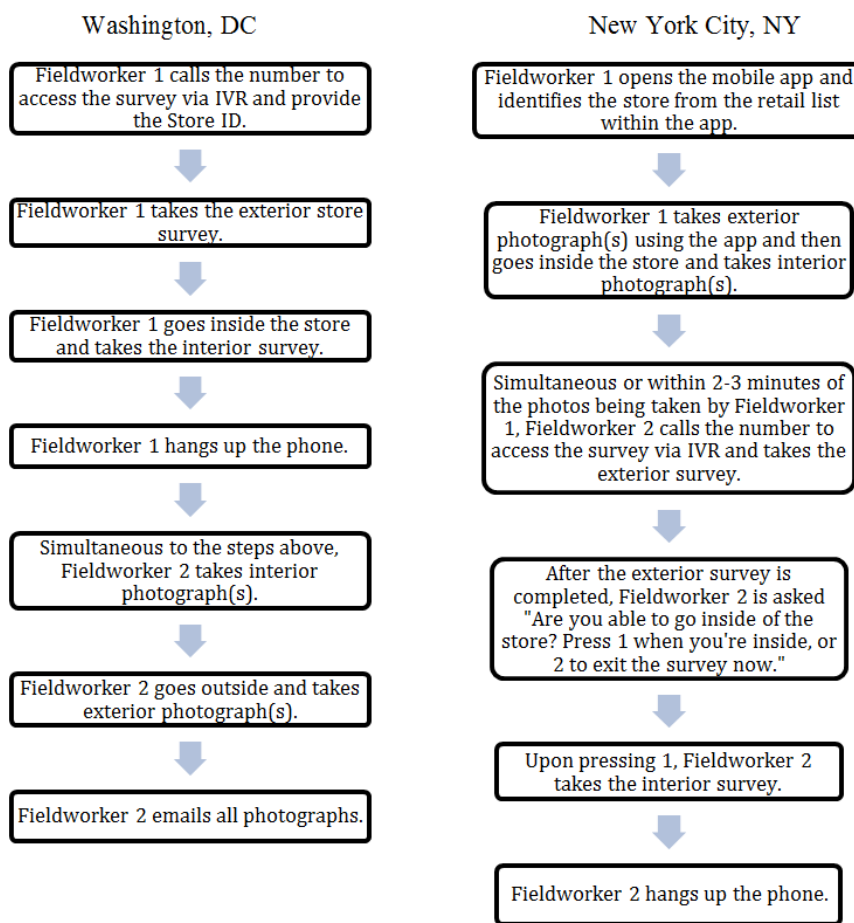 Washington, DC
Fieldworker 1 calls the number to
access the survey via IVR and provide
the Store ID.
Fieldworker 1 takes the exterior store
survey.
Fieldworker 1 goes inside the store
and takes the interior survey.
Fieldworker 1 hangs up the phone.
Simultaneous to the steps above,
Fieldworker 2 takes interior
photograph(s).
Fieldworker 2 goes outside and takes
exterior photograph(s).
Fieldworker 2 emails all photographs.
New York City, NY
Fieldworker 1 opens the mobile app and
identifies the store from the retail list
within the app.
Fieldworker 1 takes exterior
photograph(s) using the app and then
goes inside the store and takes interior
photograph(s).
Simultaneous or within 2-3 minutes of
the photos being taken by Fieldworker
1, Fieldworker 2 calls the number to
access the survey via IVR and takes the
exterior survey.
After the exterior survey is
completed, Fieldworker 2 is asked
"Are you able to go inside of the
store? Press 1 when you're inside, or
2 to exit the survey now."
Upon pressing 1, Fieldworker 2
takes the interior survey.
Fieldworker 2 hangs up the phone.